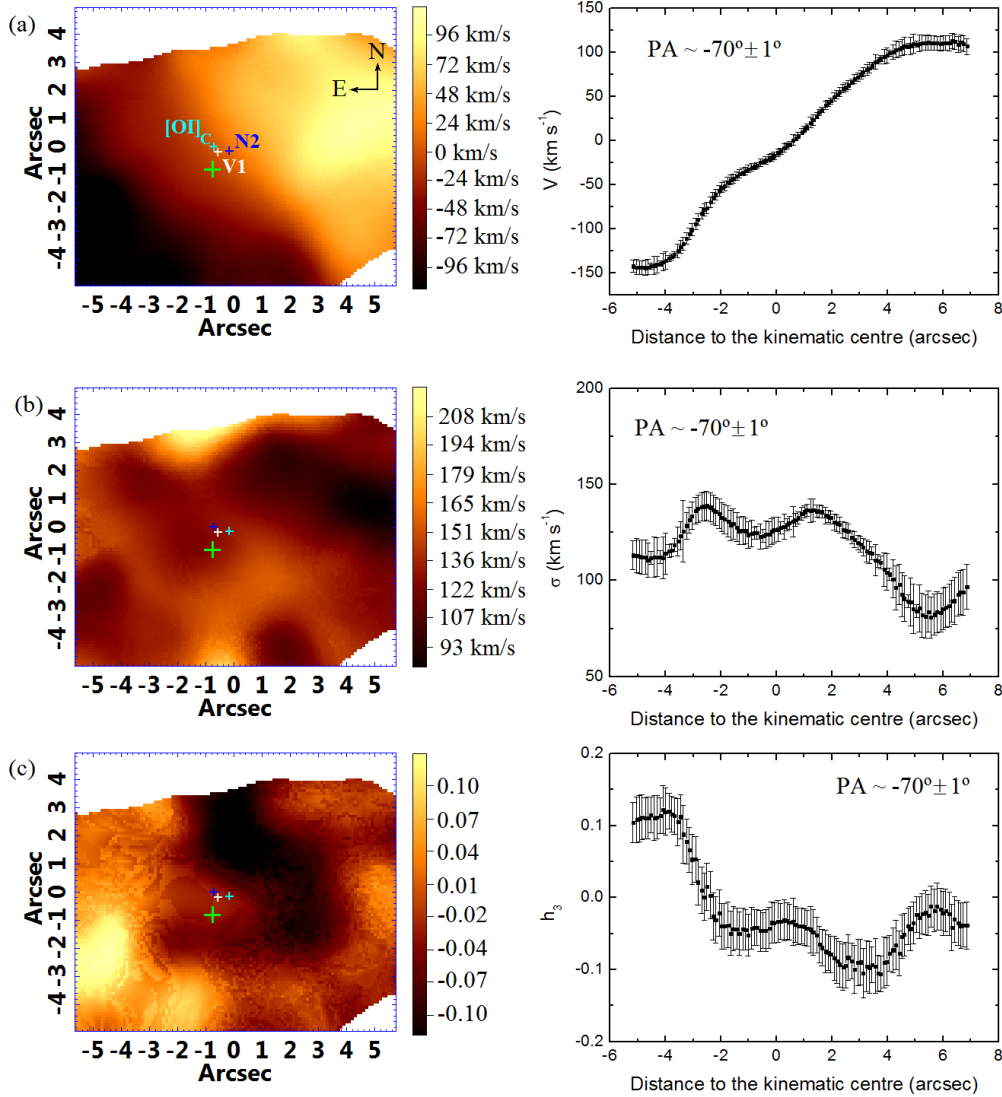 (a)
4
3
2
1
0
-1
-2
-3
-4
Arcsec
N
E
[OI]C
N2
V1
-5 -4 -3 -2 -1 0 1 2 3 4 5
Arcsec
96 km/s
72 km/s
48 km/s
24 km/s
0 km/s
-24 km/s
-48 km/s
-72 km/s
-96 km/s
PA ~ -70º± 1º
150
100
50
0
-50
-100
-150
V (km s-1)
-6 -4 -2 0 2 4 6 8
Distance to the kinematic centre (arcsec)
(b)
4
3
2
1
0
-1
-2
-3
-4
Arcsec
-5 -4 -3 -2 -1 0 1 2 3 4 5
Arcsec
208 km/s
194 km/s
179 km/s
165 km/s
151 km/s
136 km/s
122 km/s
107 km/s
93 km/s
PA ~ -70º± 1º
200
150
100
50
σ (km s-1)
-6 -4 -2 0 2 4 6 8
Distance to the kinematic centre (arcsec)
(c)
4
3
2
1
0
-1
-2
-3
-4
Arcsec
-5 -4 -3 -2 -1 0 1 2 3 4 5
Arcsec
0.10
0.07
0.04
0.01
-0.02
-0.04
-0.07
-0.10
PA ~ -70º± 1º
0.2
0.1
0.0
-0.1
-0.2
h3
-6 -4 -2 0 2 4 6 8
Distance to the kinematic centre (arcsec)